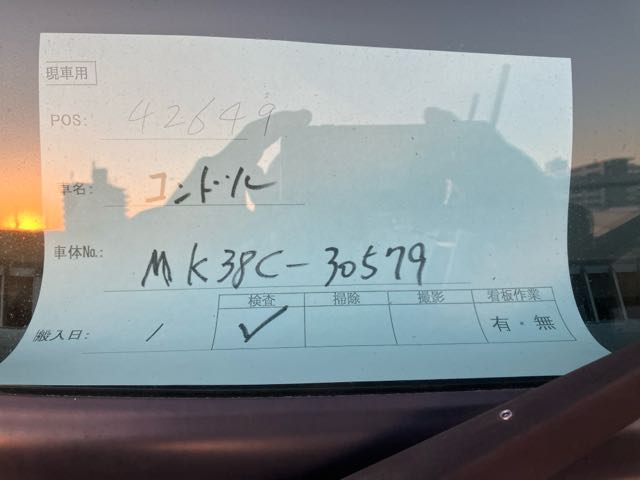 現車用
POS: 42649
車名: コンドル
車体No.: MK38C-30579
検査 掃除 撮影 看板作業
搬入日: / ✓ 有・無